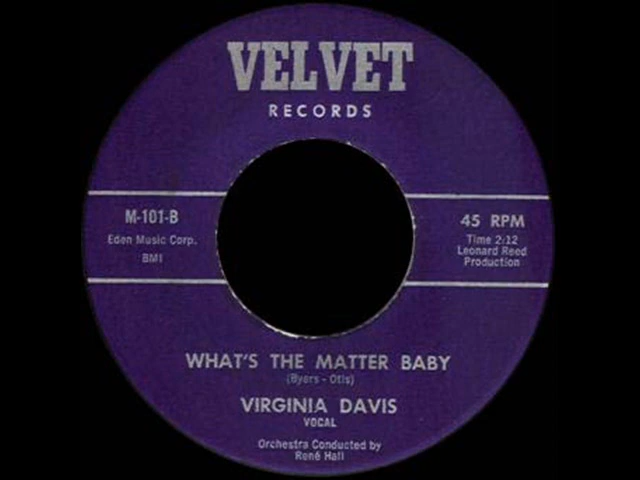 VELVET
RECORDS
M-101-B
Eden Music Corp.
BMI
45 RPM
Time 2:12
Leonard Reed
Production
WHAT'S THE MATTER BABY
(Byers - Otis)
VIRGINIA DAVIS
VOCAL
Orchestra Conducted by
René Hall